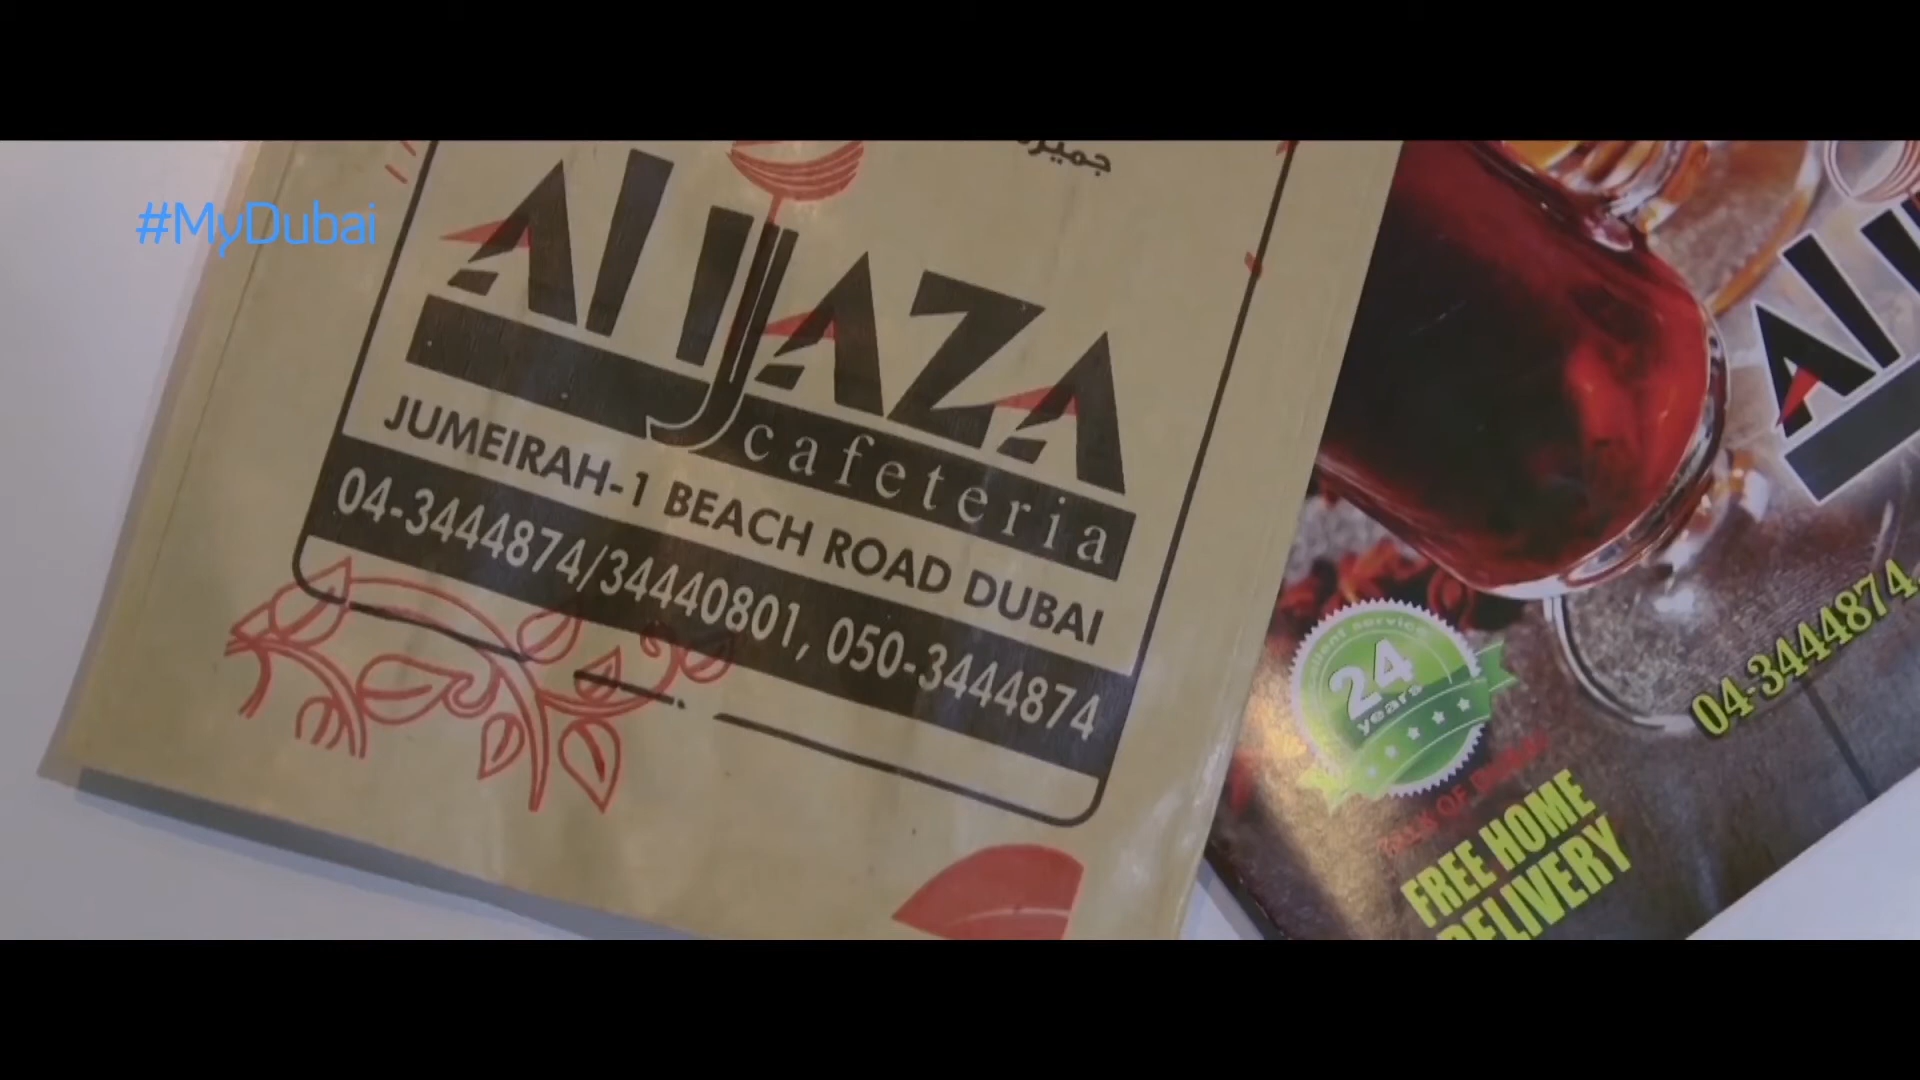 #MyDubai
AL IJAZA
cafeteria
JUMEIRAH-1 BEACH ROAD DUBAI
04-3444874/34440801, 050-3444874
24
years
04-3444874
FREE HOME
DELIVERY